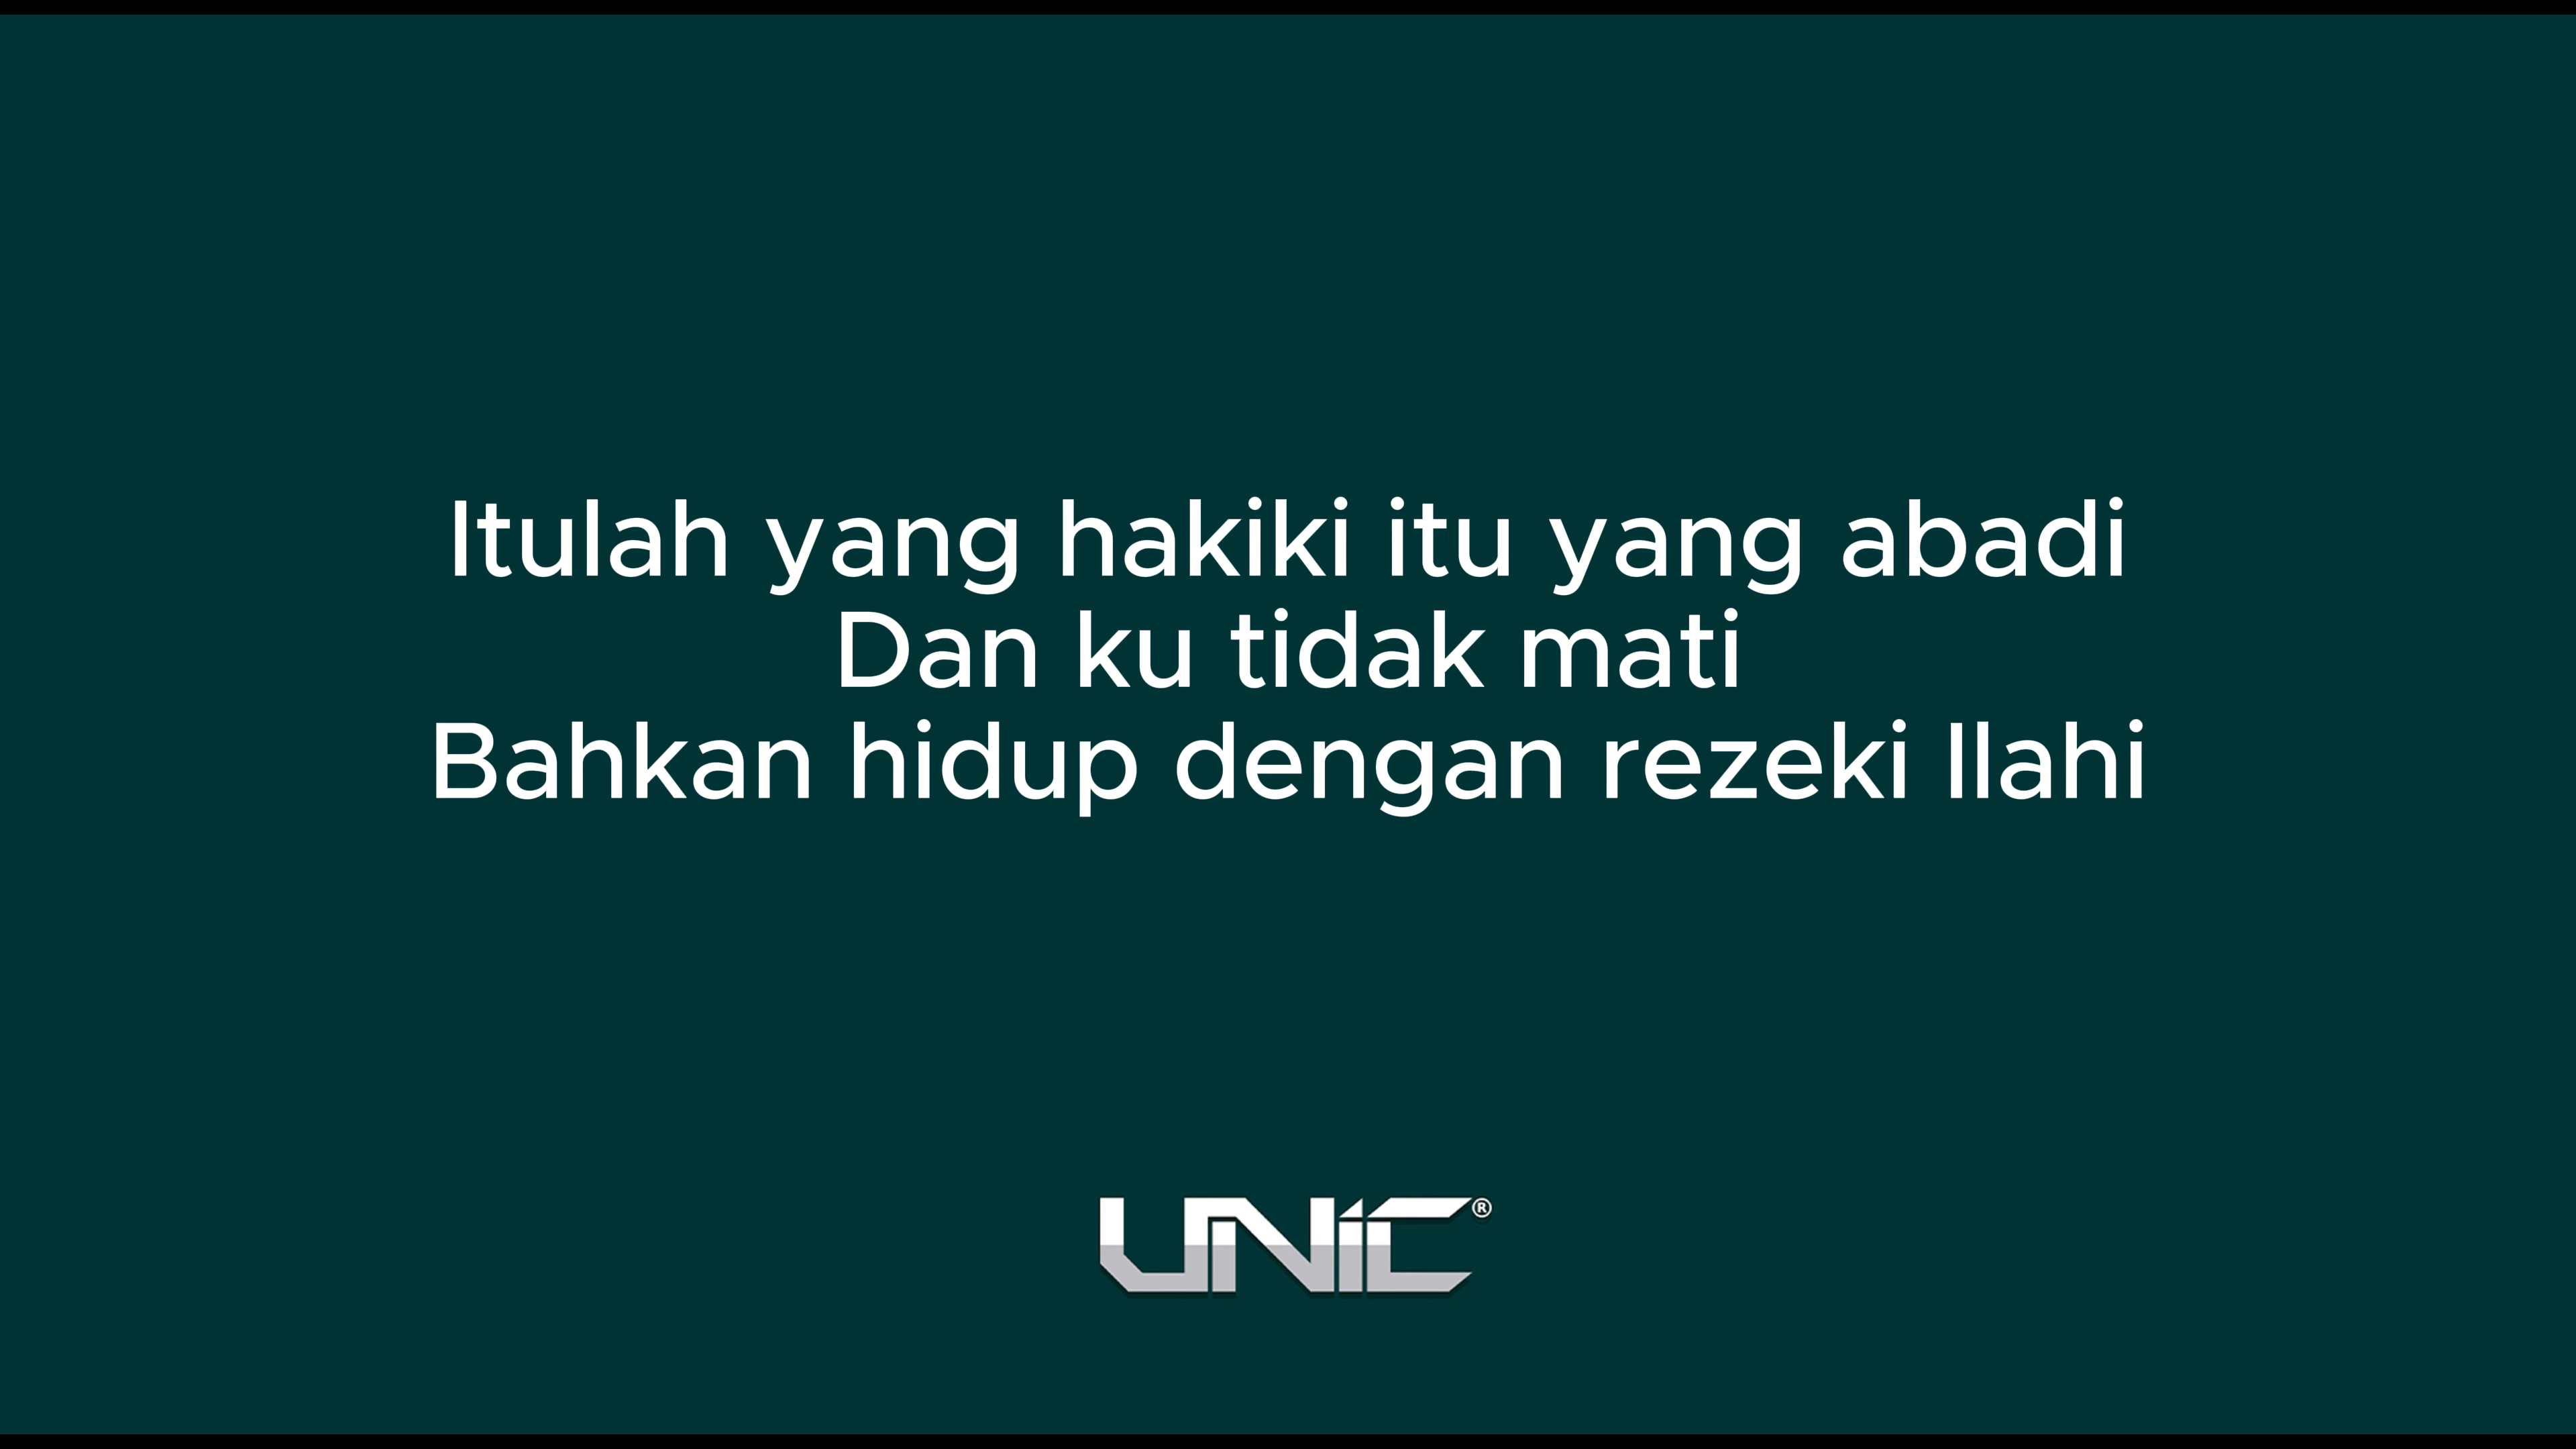 Itulah yang hakiki itu yang abadi
Dan ku tidak mati
Bahkan hidup dengan rezeki Ilahi
UNiC®